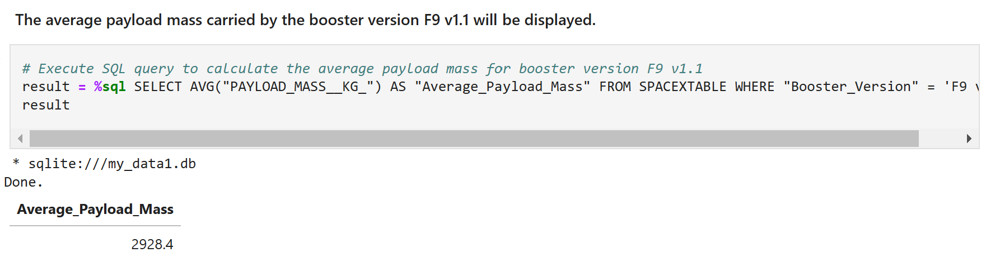 The average payload mass carried by the booster version F9 v1.1 will be displayed.
# Execute SQL query to calculate the average payload mass for booster version F9 v1.1
result = %sql SELECT AVG("PAYLOAD_MASS__KG_") AS "Average_Payload_Mass" FROM SPACEXTABLE WHERE "Booster_Version" = 'F9
result
* sqlite:///my_data1.db
Done.
Average_Payload_Mass
2928.4